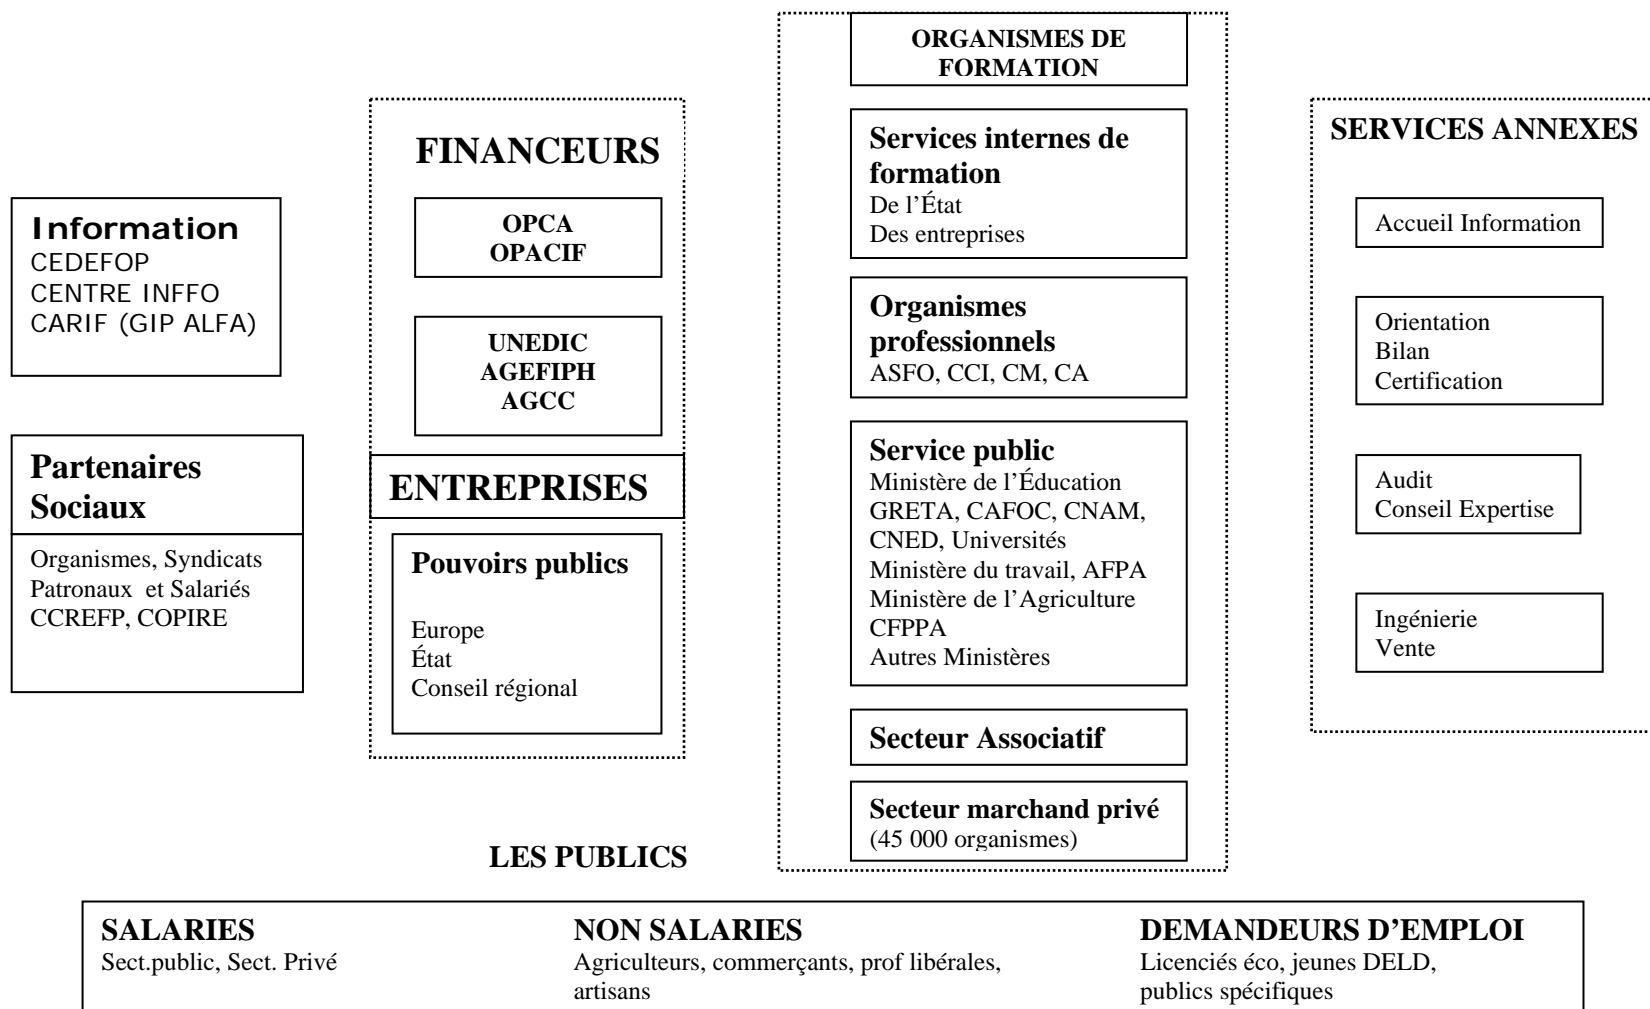 Information
CEDEFOP
CENTRE INFFO
CARIF (GIP ALFA)
Partenaires
Sociaux
Organismes, Syndicats
Patronaux et Salariés
CCREFP, COPIRE
FINANCEURS
OPCA
OPACIF
UNEDIC
AGEFIPH
AGCC
ENTREPRISES
Pouvoirs publics
Europe
État
Conseil régional
ORGANISMES DE
FORMATION
Services internes de
formation
De l’État
Des entreprises
Organismes
professionnels
ASFO, CCI, CM, CA
Service public
Ministère de l’Éducation
GRETA, CAFOC, CNAM,
CNED, Universités
Ministère du travail, AFPA
Ministère de l’Agriculture
CFPPA
Autres Ministères
Secteur Associatif
Secteur marchand privé
(45 000 organismes)
SERVICES ANNEXES
Accueil Information
Orientation
Bilan
Certification
Audit
Conseil Expertise
Ingénierie
Vente
LES PUBLICS
SALARIES
Sect.public, Sect. Privé
NON SALARIES
Agriculteurs, commerçants, prof libérales,
artisans
DEMANDEURS D’EMPLOI
Licenciés éco, jeunes DELD,
publics spécifiques